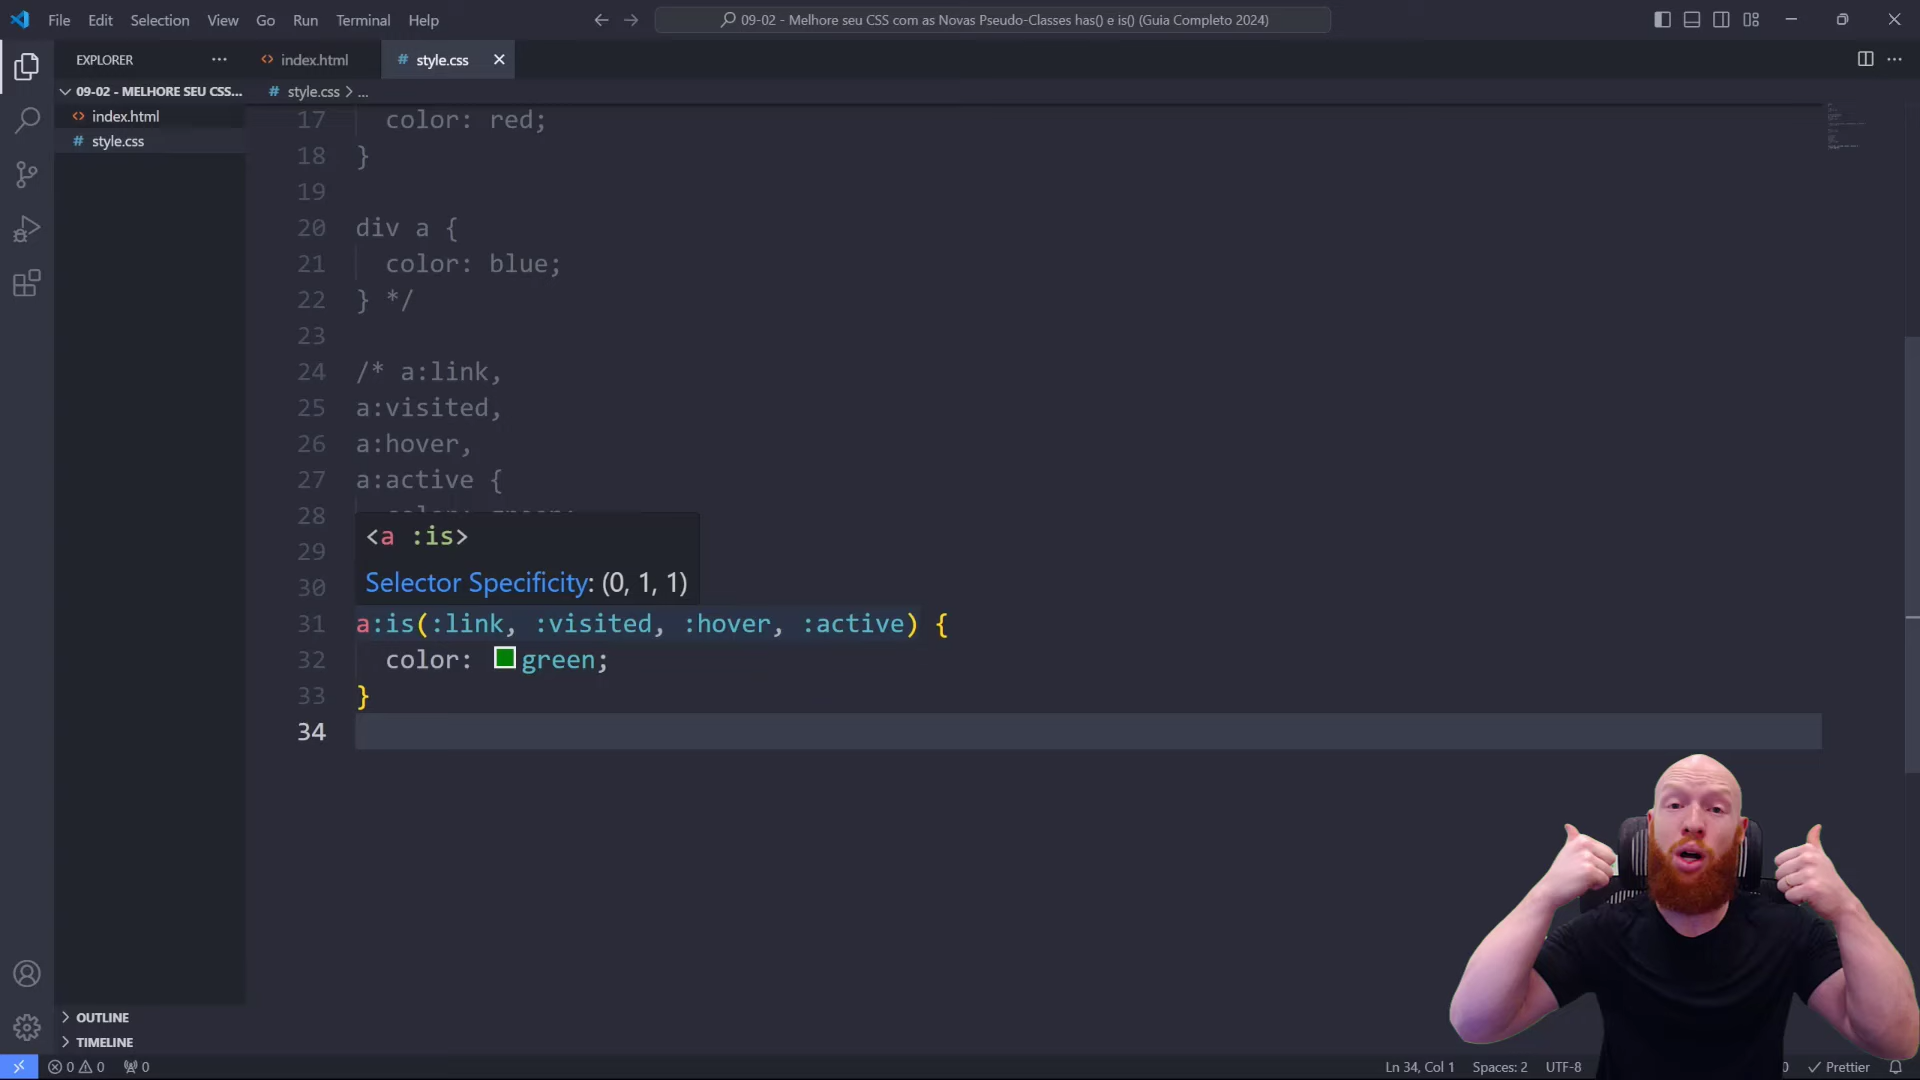 File Edit Selection View Go Run Terminal Help
09-02 - Melhore seu CSS com as Novas Pseudo-Classes has() e is() (Guia Completo 2024)
EXPLORER
index.html
# style.css
09-02 - MELHORE SEU CSS...
# style.css > ...
index.html
# style.css
17 color: red;
18 }
19
20 div a {
21 color: blue;
22 } */
23
24 /* a:link,
25 a:visited,
26 a:hover,
27 a:active {
28
<a :is>
29
Selector Specificity: (0, 1, 1)
30
31 a:is(:link, :visited, :hover, :active) {
32 color: green;
33 }
34
OUTLINE
TIMELINE
0 0 0
Ln 34, Col 1 Spaces: 2 UTF-8 Prettier